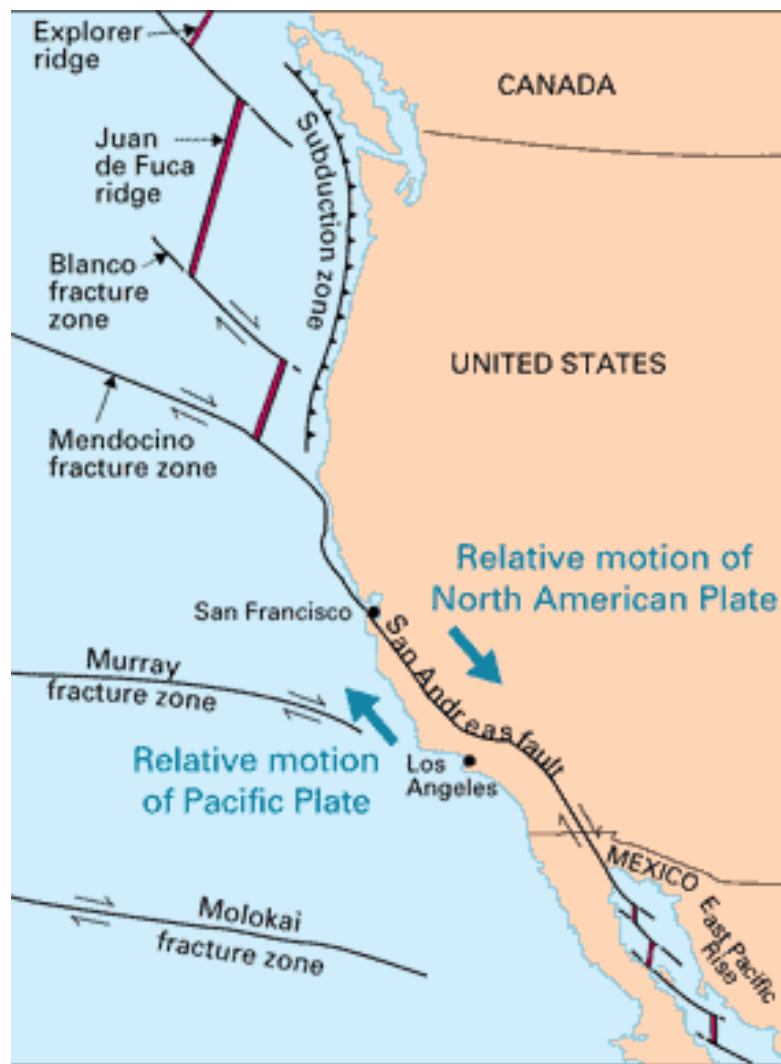 Explorer
ridge
CANADA
Juan
de Fuca
ridge
Subduction zone
Blanco
fracture
zone
UNITED STATES
Mendocino
fracture zone
Relative motion of
North American Plate
San Francisco
San Andreas fault
Murray
fracture zone
Relative motion
of Pacific Plate
Los
Angeles
MEXICO
East Pacific
Rise
Molokai
fracture zone